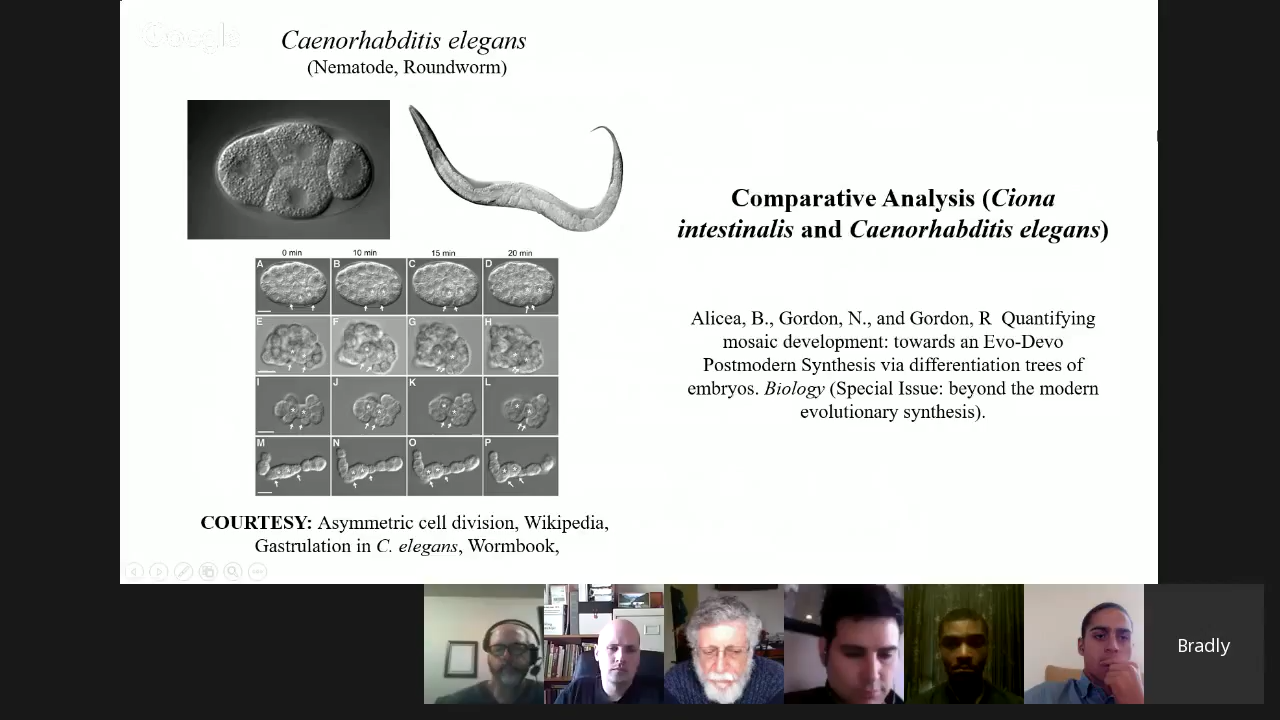 Google
Caenorhabditis elegans
(Nematode, Roundworm)
0 min 10 min 15 min 20 min
A B C D
E F G H
I J K L
M N O P
COURTESY: Asymmetric cell division, Wikipedia,
Gastrulation in C. elegans, Wormbook,
Comparative Analysis (Ciona
intestinalis and Caenorhabditis elegans)
Alicea, B., Gordon, N., and Gordon, R Quantifying
mosaic development: towards an Evo-Devo
Postmodern Synthesis via differentiation trees of
embryos. Biology (Special Issue: beyond the modern
evolutionary synthesis).
Bradly